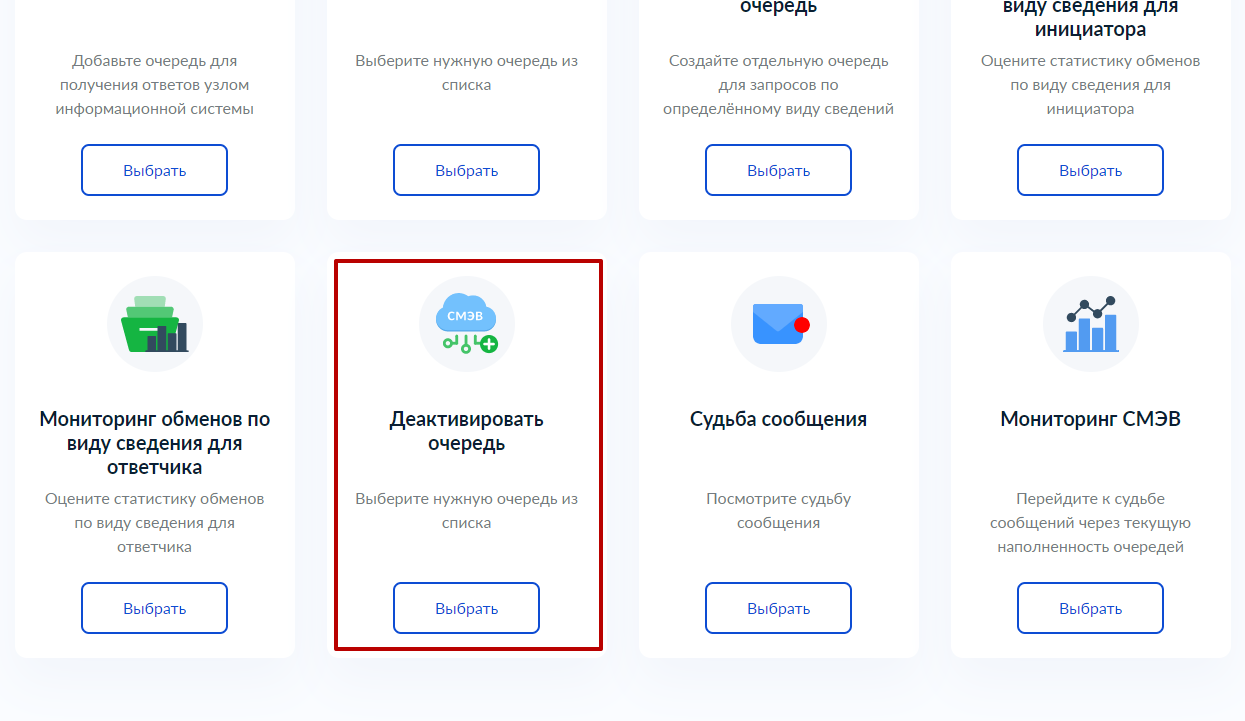 очередь
виду сведения для
инициатора
Добавьте очередь для
получения ответов узлом
информационной системы
Выберите нужную очередь из
списка
Создайте отдельную очередь
для запросов по
определённому виду сведений
Оцените статистику обменов
по виду сведения для
инициатора
Выбрать
Выбрать
Выбрать
Выбрать
Мониторинг обменов по
виду сведения для
ответчика
Оцените статистику обменов
по виду сведения для
ответчика
Выбрать
СМЭВ
Деактивировать
очередь
Выберите нужную очередь из
списка
Выбрать
Судьба сообщения
Посмотрите судьбу
сообщения
Выбрать
Мониторинг СМЭВ
Перейдите к судьбе
сообщений через текущую
наполненность очередей
Выбрать